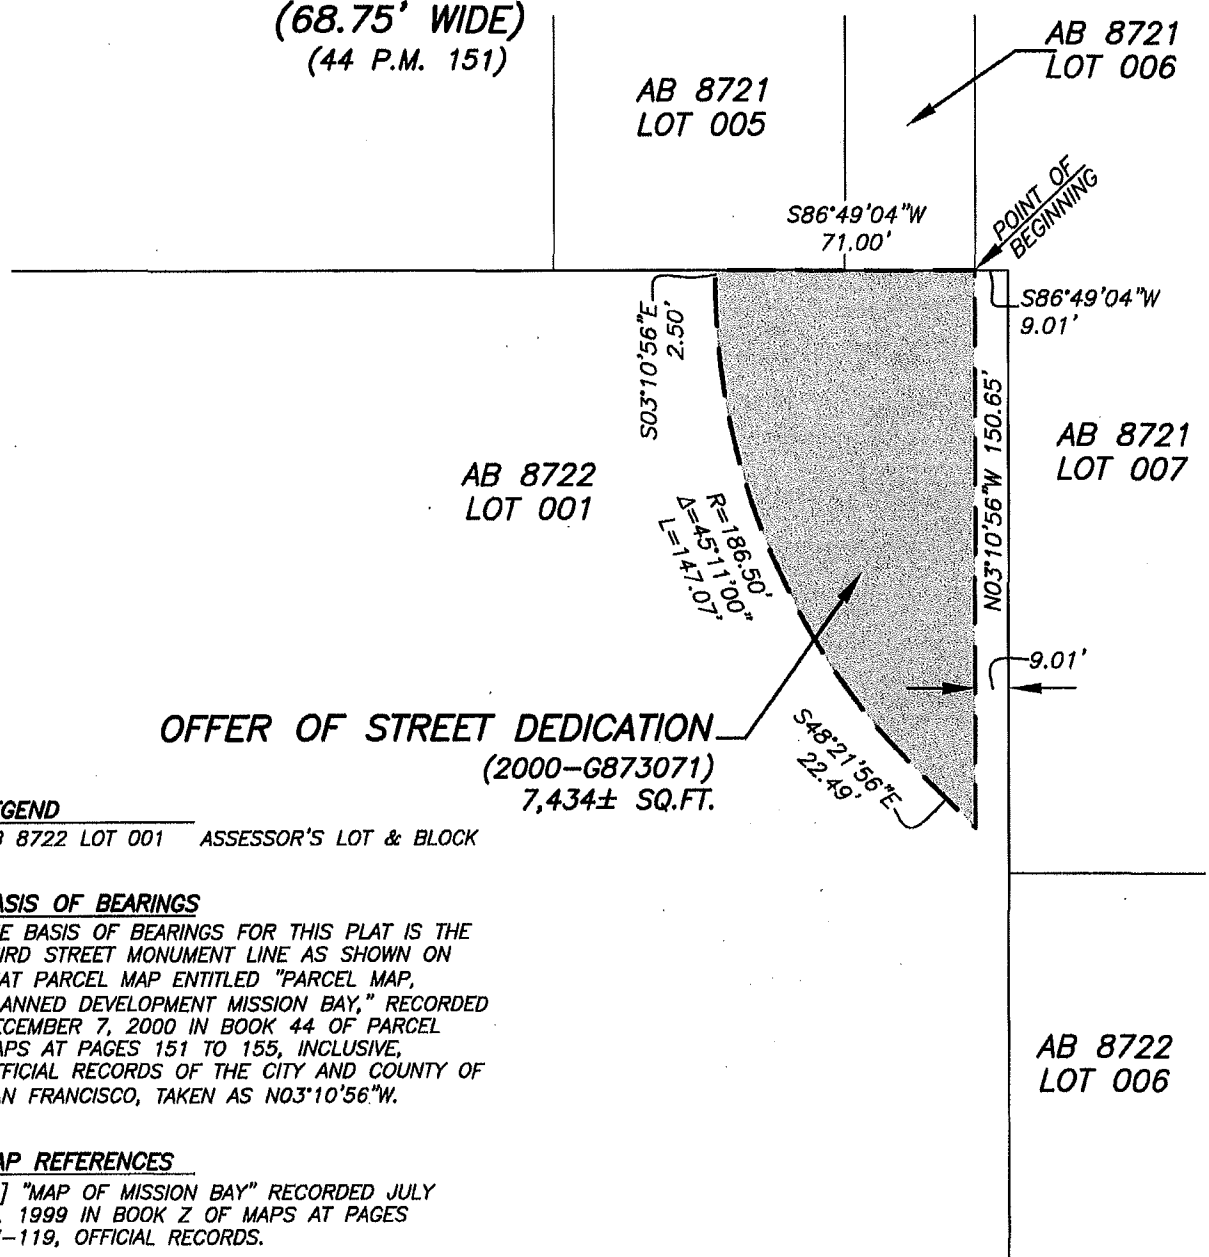 (68.75' WIDE)
(44 P.M. 151)
AB 8721
LOT 005
AB 8721
LOT 006
POINT OF
BEGINNING
S86°49'04"W
71.00'
S86°49'04"W
9.01'
S03°10'56"E
2.50'
N03°10'56"W 150.65'
AB 8721
LOT 007
AB 8722
LOT 001
R=186.50'
Δ=45°11'00"
L=147.07'
9.01'
OFFER OF STREET DEDICATION
(2000-G873071)
7,434± SQ.FT.
S48°21'56"E
22.49'
EGEND
8722 LOT 001 ASSESSOR'S LOT & BLOCK
ASIS OF BEARINGS
E BASIS OF BEARINGS FOR THIS PLAT IS THE
IRD STREET MONUMENT LINE AS SHOWN ON
AT PARCEL MAP ENTITLED "PARCEL MAP,
ANNED DEVELOPMENT MISSION BAY," RECORDED
ECEMBER 7, 2000 IN BOOK 44 OF PARCEL
APS AT PAGES 151 TO 155, INCLUSIVE,
FICIAL RECORDS OF THE CITY AND COUNTY OF
N FRANCISCO, TAKEN AS N03°10'56"W.
AB 8722
LOT 006
AP REFERENCES
] "MAP OF MISSION BAY" RECORDED JULY
, 1999 IN BOOK Z OF MAPS AT PAGES
-119, OFFICIAL RECORDS.